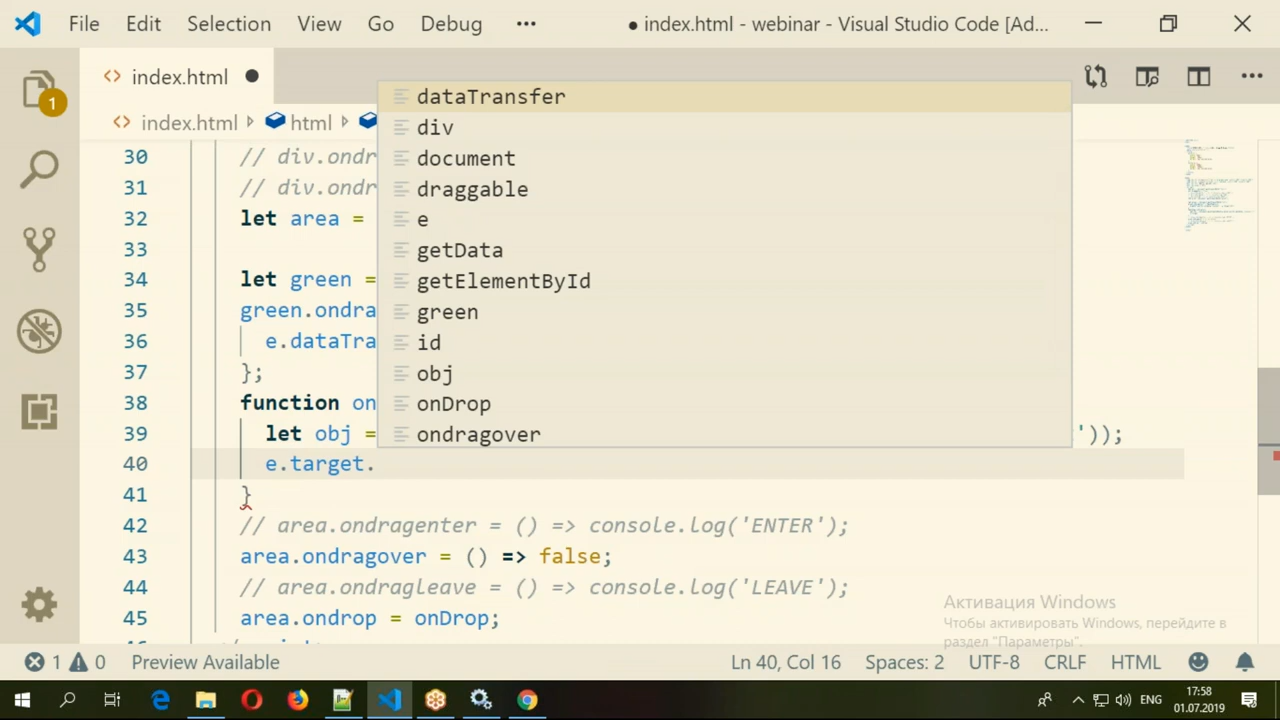 File Edit Selection View Go Debug ••• ● index.html - webinar - Visual Studio Code [Ad...
1
<> index.html ●
<> index.html html
30 // div.ondr
31 // div.ondr
32 let area =
33
34 let green =
35 green.ondra
36 e.dataTra
37 };
38 function on
39 let obj = '));
40 e.target.
41 }
42 // area.ondragenter = () => console.log('ENTER');
43 area.ondragover = () => false;
44 // area.ondragleave = () => console.log('LEAVE');
45 area.ondrop = onDrop;
dataTransfer
div
document
draggable
e
getData
getElementById
green
id
obj
onDrop
ondragover
Активация Windows
Чтобы активировать Windows, перейдите в
раздел "Параметры".
1 0 Preview Available Ln 40, Col 16 Spaces: 2 UTF-8 CRLF HTML
ENG 17:58
01.07.2019